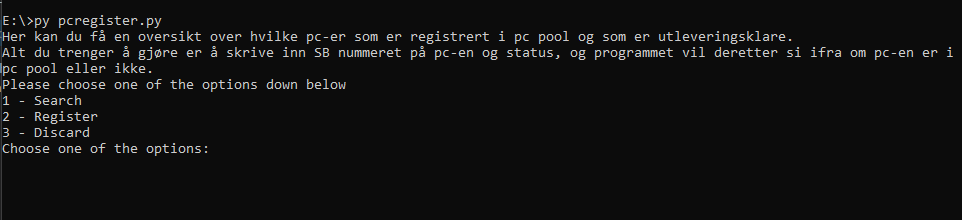 E:\>py pcregister.py
Her kan du få en oversikt over hvilke pc-er som er registrert i pc pool og som er utleveringsklare.
Alt du trenger å gjøre er å skrive inn SB nummeret på pc-en og status, og programmet vil deretter si ifra om pc-en er i
pc pool eller ikke.
Please choose one of the options down below
1 - Search
2 - Register
3 - Discard
Choose one of the options: